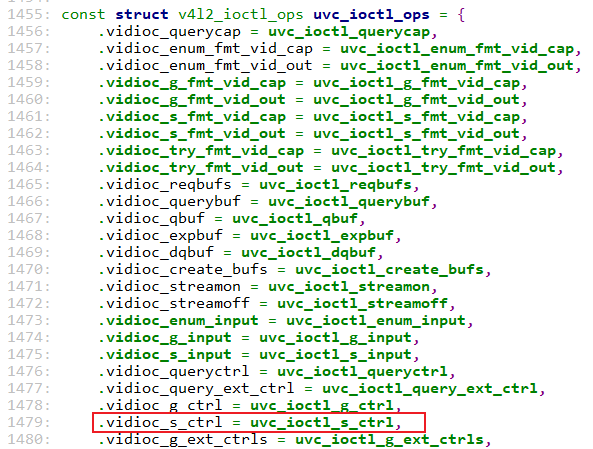 1455: const struct v4l2_ioctl_ops uvc_ioctl_ops = {
1456: .vidioc_querycap = uvc_ioctl_querycap,
1457: .vidioc_enum_fmt_vid_cap = uvc_ioctl_enum_fmt_vid_cap,
1458: .vidioc_enum_fmt_vid_out = uvc_ioctl_enum_fmt_vid_out,
1459: .vidioc_g_fmt_vid_cap = uvc_ioctl_g_fmt_vid_cap,
1460: .vidioc_g_fmt_vid_out = uvc_ioctl_g_fmt_vid_out,
1461: .vidioc_s_fmt_vid_cap = uvc_ioctl_s_fmt_vid_cap,
1462: .vidioc_s_fmt_vid_out = uvc_ioctl_s_fmt_vid_out,
1463: .vidioc_try_fmt_vid_cap = uvc_ioctl_try_fmt_vid_cap,
1464: .vidioc_try_fmt_vid_out = uvc_ioctl_try_fmt_vid_out,
1465: .vidioc_reqbufs = uvc_ioctl_reqbufs,
1466: .vidioc_querybuf = uvc_ioctl_querybuf,
1467: .vidioc_qbuf = uvc_ioctl_qbuf,
1468: .vidioc_expbuf = uvc_ioctl_expbuf,
1469: .vidioc_dqbuf = uvc_ioctl_dqbuf,
1470: .vidioc_create_bufs = uvc_ioctl_create_bufs,
1471: .vidioc_streamon = uvc_ioctl_streamon,
1472: .vidioc_streamoff = uvc_ioctl_streamoff,
1473: .vidioc_enum_input = uvc_ioctl_enum_input,
1474: .vidioc_g_input = uvc_ioctl_g_input,
1475: .vidioc_s_input = uvc_ioctl_s_input,
1476: .vidioc_queryctrl = uvc_ioctl_queryctrl,
1477: .vidioc_query_ext_ctrl = uvc_ioctl_query_ext_ctrl,
1478: .vidioc_g_ctrl = uvc_ioctl_g_ctrl,
1479: .vidioc_s_ctrl = uvc_ioctl_s_ctrl,
1480: .vidioc_g_ext_ctrls = uvc_ioctl_g_ext_ctrls,